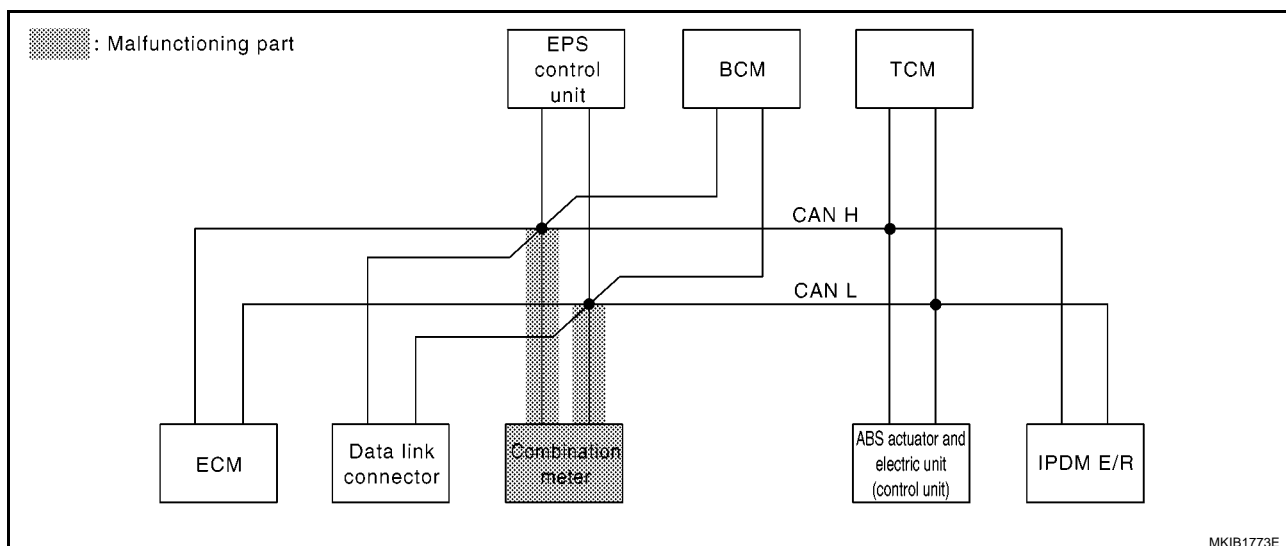 : Malfunctioning part
EPS
control
unit
BCM
TCM
CAN H
CAN L
ECM
Data link
connector
Combination
meter
ABS actuator and
electric unit
(control unit)
IPDM E/R
MKIB1773E